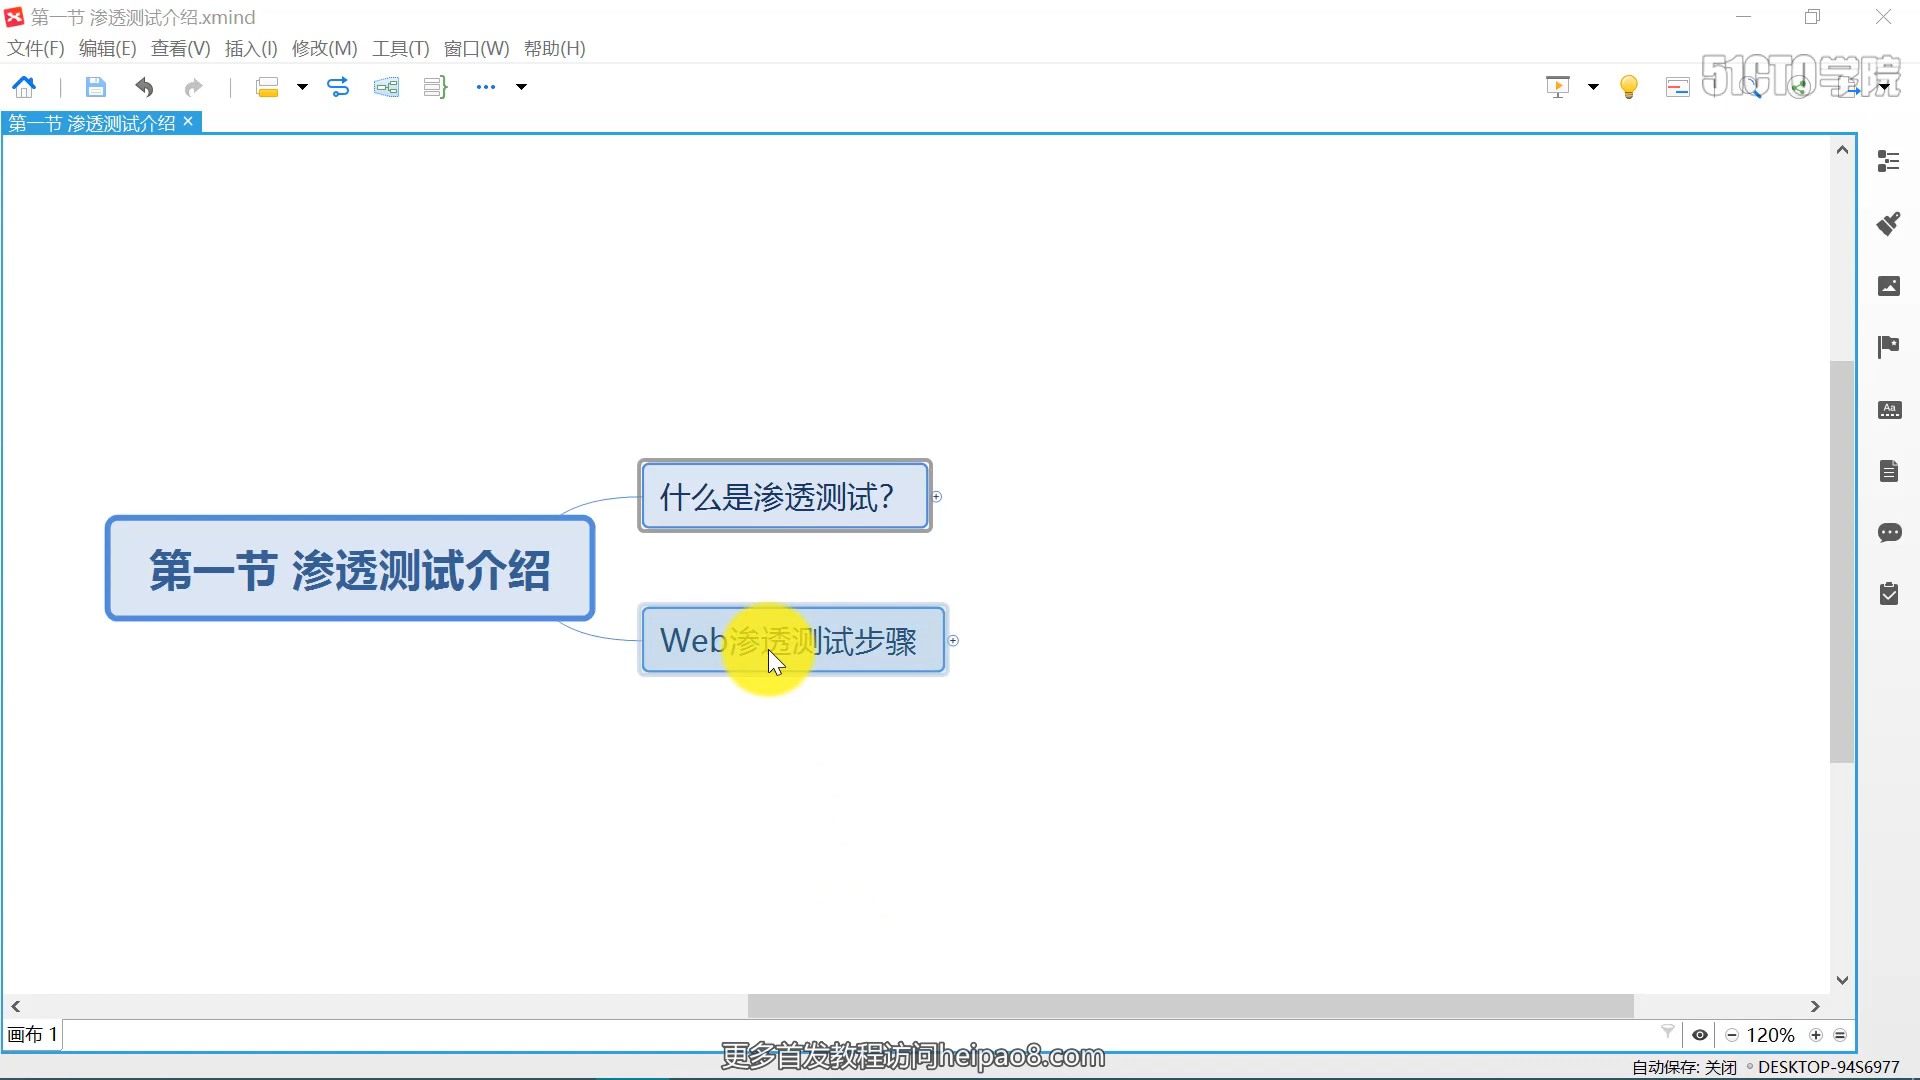 第一节 渗透测试介绍.xmind
文件(F) 编辑(E) 查看(V) 插入(I) 修改(M) 工具(T) 窗口(W) 帮助(H)
51CTO学院
第一节 渗透测试介绍
什么是渗透测试?
第一节 渗透测试介绍
Web渗透测试步骤
画布 1
120%
更多首发教程访问heipao8.com
自动保存: 关闭 DESKTOP-94S6977